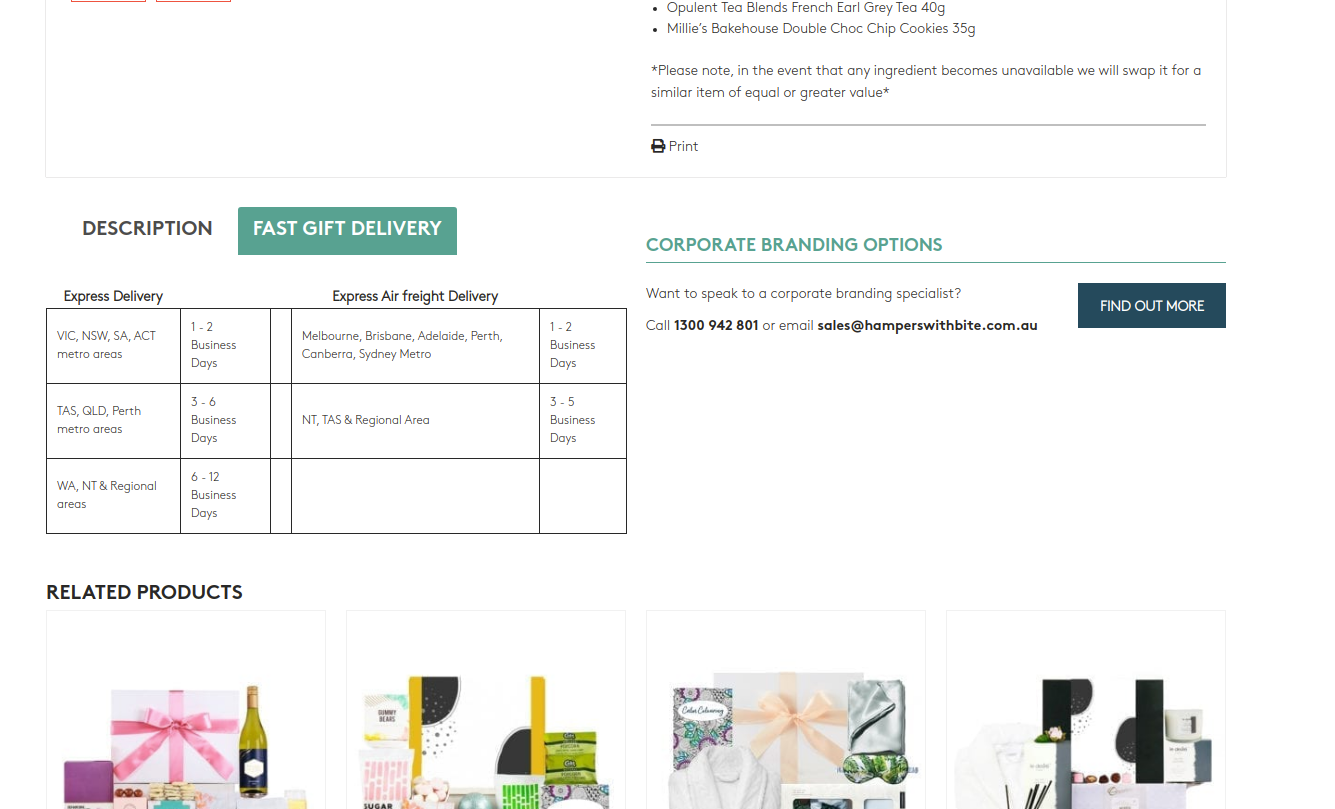 Opulent Tea Blends French Earl Grey Tea 40g
Millie's Bakehouse Double Choc Chip Cookies 35g
*Please note, in the event that any ingredient becomes unavailable we will swap it for a
similar item of equal or greater value*
Print
DESCRIPTION
FAST GIFT DELIVERY
Express Delivery
Express Air freight Delivery
VIC, NSW, SA, ACT
metro areas
1 - 2
Business
Days
Melbourne, Brisbane, Adelaide, Perth,
Canberra, Sydney Metro
1 - 2
Business
Days
TAS, QLD, Perth
metro areas
3 - 6
Business
Days
NT, TAS & Regional Area
3 - 5
Business
Days
WA, NT & Regional
areas
6 - 12
Business
Days
CORPORATE BRANDING OPTIONS
Want to speak to a corporate branding specialist?
Call 1300 942 801 or email sales@hamperswithbite.com.au
FIND OUT MORE
RELATED PRODUCTS
GUMMY
BEARS
SUGAR
Color Colouring